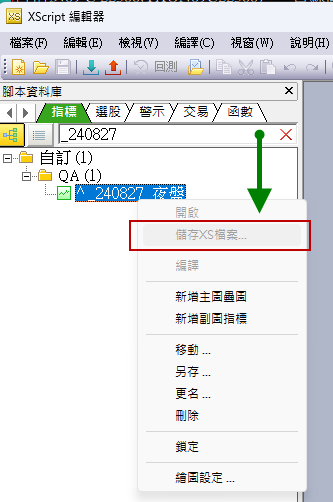 XS XScript 編輯器
檔案(F) 編輯(E) 檢視(V) 編譯(C) 視窗(W) 說明(H)
回測
腳本資料庫
指標 選股 警示 交易 函數
_240827
自訂 (1)
QA (1)
^_240827_夜盤
開啟
儲存XS檔案...
編譯
新增主圖疊圖
新增副圖指標
移動 ...
另存 ...
更名 ...
刪除
鎖定
繪圖設定 ...